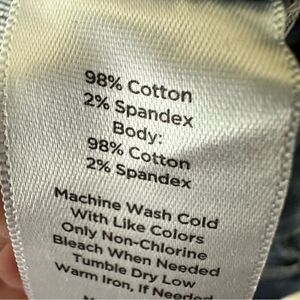 98% Cotton
2% Spandex
Body:
98% Cotton
2% Spandex
Machine Wash Cold
With Like Colors
Only Non-Chlorine
Bleach When Needed
Tumble Dry Low
Warm Iron, If Needed